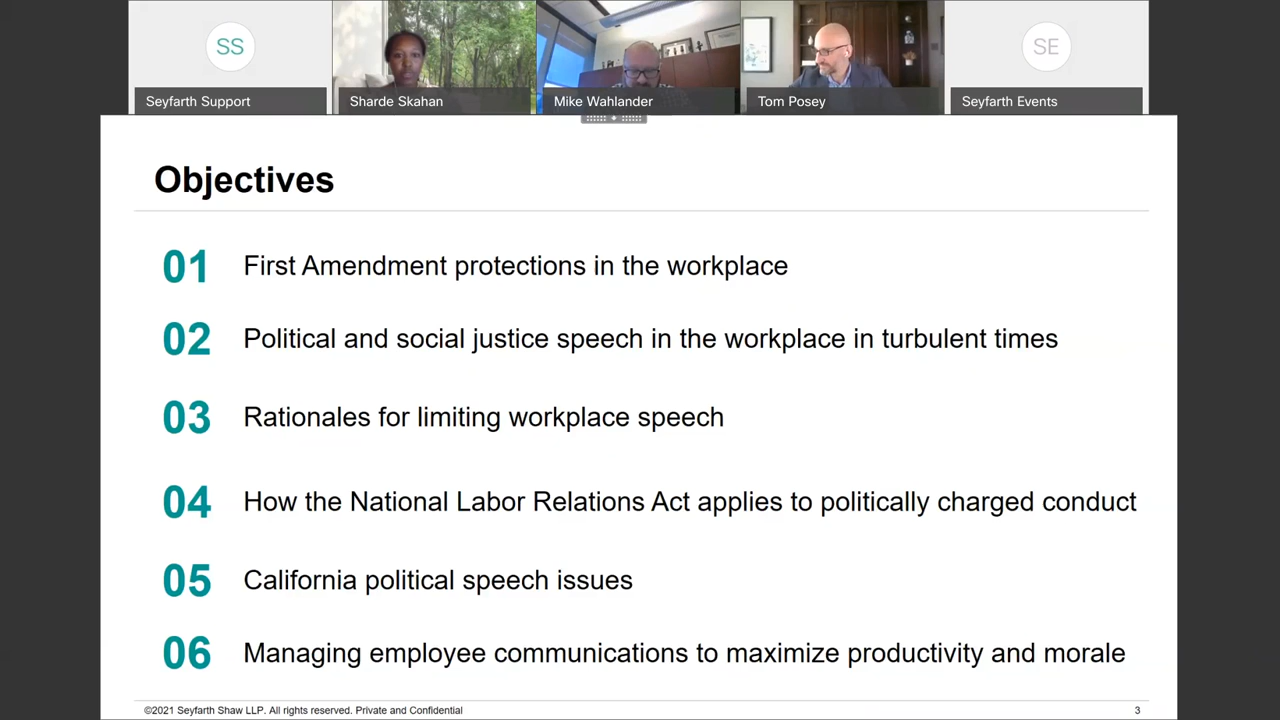 SS
SE
Seyfarth Support
Sharde Skahan
Mike Wahlander
Tom Posey
Seyfarth Events
Objectives
01 First Amendment protections in the workplace
02 Political and social justice speech in the workplace in turbulent times
03 Rationales for limiting workplace speech
04 How the National Labor Relations Act applies to politically charged conduct
05 California political speech issues
06 Managing employee communications to maximize productivity and morale
©2021 Seyfarth Shaw LLP. All rights reserved. Private and Confidential
3